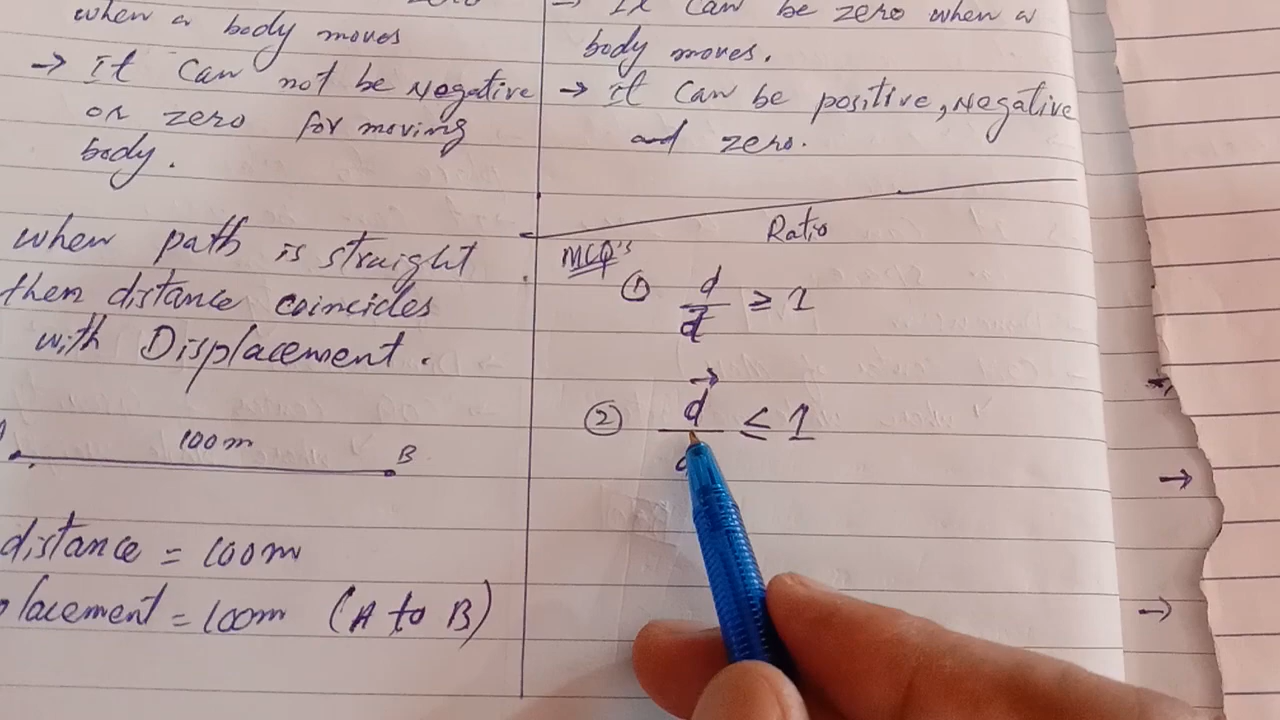 when a body moves
→ It can not be Negative
or zero for moving
body.
→ It can be zero when a
body moves.
→ It can be positive, Negative
and zero.
when path is straight
then distance coincides
with Displacement.
100m
B
distance = 100m
placement = 100m (A to B)
Ratio
MCQ's
① d/d ≥ 1
② d⃗/d ≤ 1